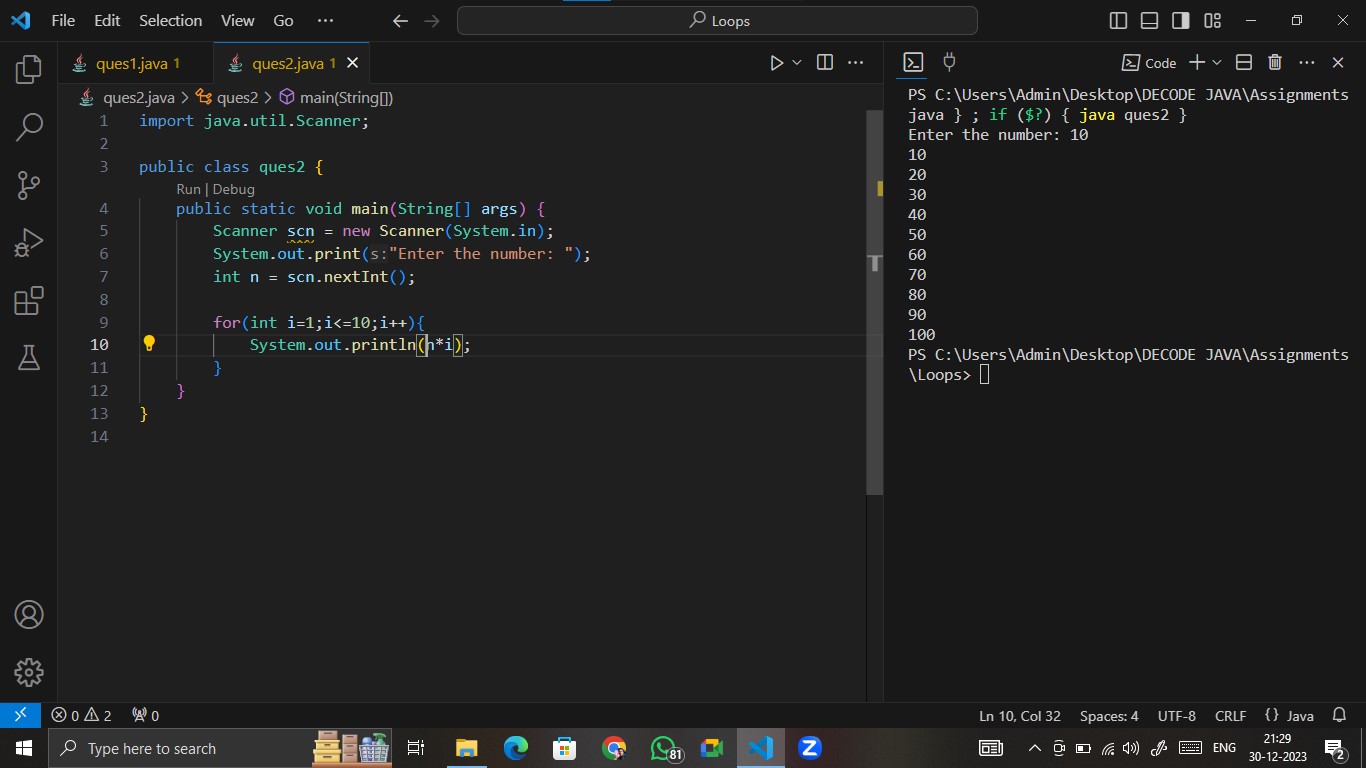 File Edit Selection View Go ··· Loops
ques1.java 1 ques2.java 1
Code
ques2.java > ques2 > main(String[])
1 import java.util.Scanner;
2
3 public class ques2 {
Run | Debug
4 public static void main(String[] args) {
5 Scanner scn = new Scanner(System.in);
6 System.out.print(s:"Enter the number: ");
7 int n = scn.nextInt();
8
9 for(int i=1;i<=10;i++){
10 System.out.println(n*i);
11 }
12 }
13 }
14
PS C:\Users\Admin\Desktop\DECODE JAVA\Assignments
java } ; if ($?) { java ques2 }
Enter the number: 10
10
20
30
40
50
60
70
80
90
100
PS C:\Users\Admin\Desktop\DECODE JAVA\Assignments
\Loops>
0 2 0 Ln 10, Col 32 Spaces: 4 UTF-8 CRLF {} Java
Type here to search 81 Z ENG 21:29
30-12-2023 2